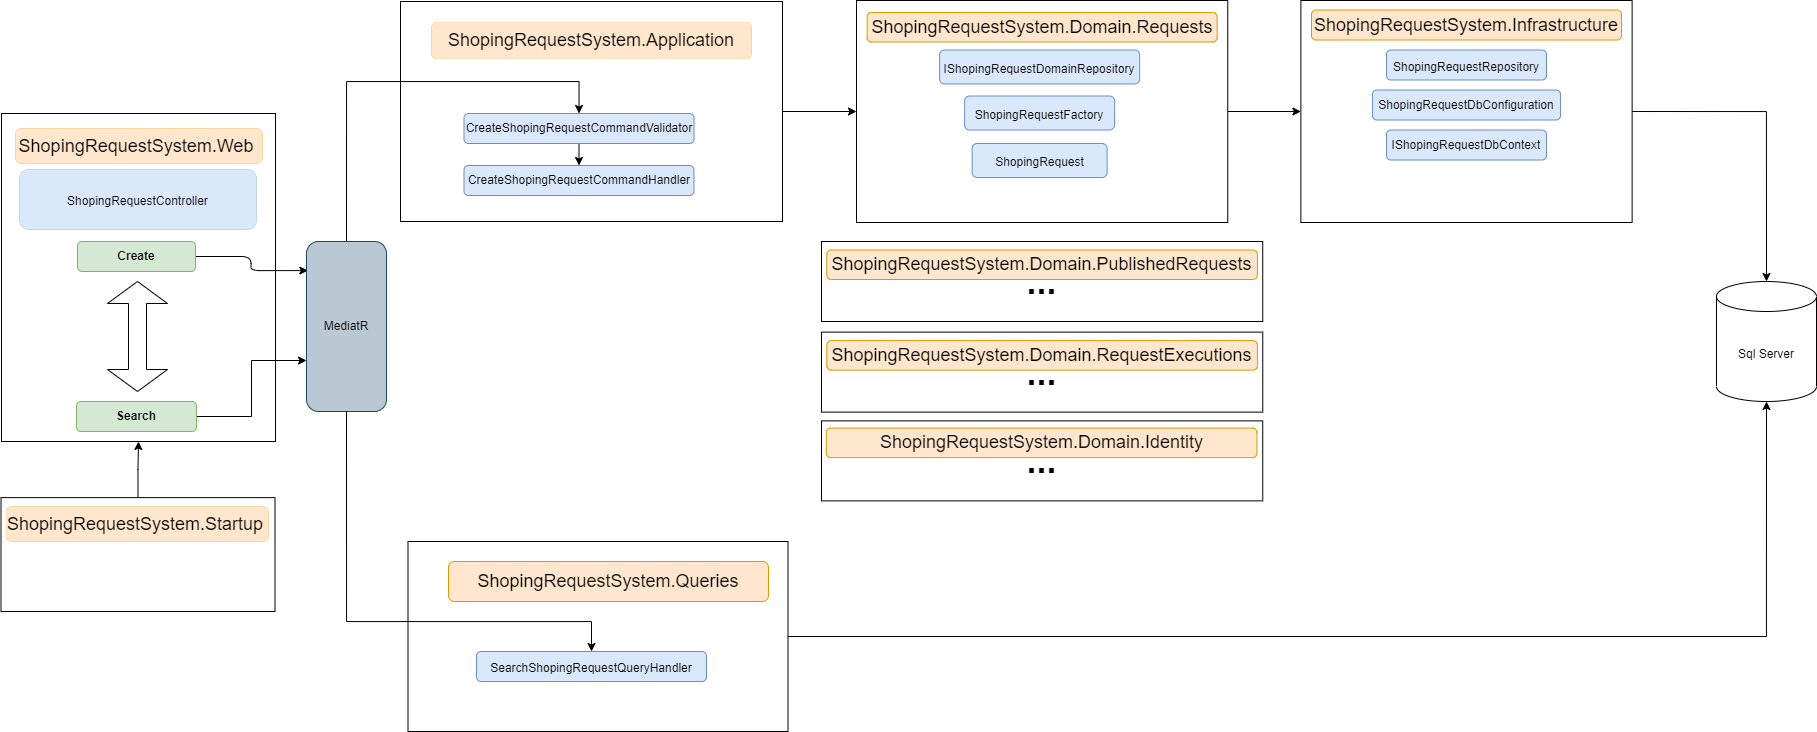 ShopingRequestSystem.Web
ShopingRequestController
Create
Search
ShopingRequestSystem.Startup
MediatR
ShopingRequestSystem.Application
CreateShopingRequestCommandValidator
CreateShopingRequestCommandHandler
ShopingRequestSystem.Domain.Requests
IShopingRequestDomainRepository
ShopingRequestFactory
ShopingRequest
ShopingRequestSystem.Infrastructure
ShopingRequestRepository
ShopingRequestDbConfiguration
IShopingRequestDbContext
ShopingRequestSystem.Domain.PublishedRequests
...
ShopingRequestSystem.Domain.RequestExecutions
...
ShopingRequestSystem.Domain.Identity
...
Sql Server
ShopingRequestSystem.Queries
SearchShopingRequestQueryHandler